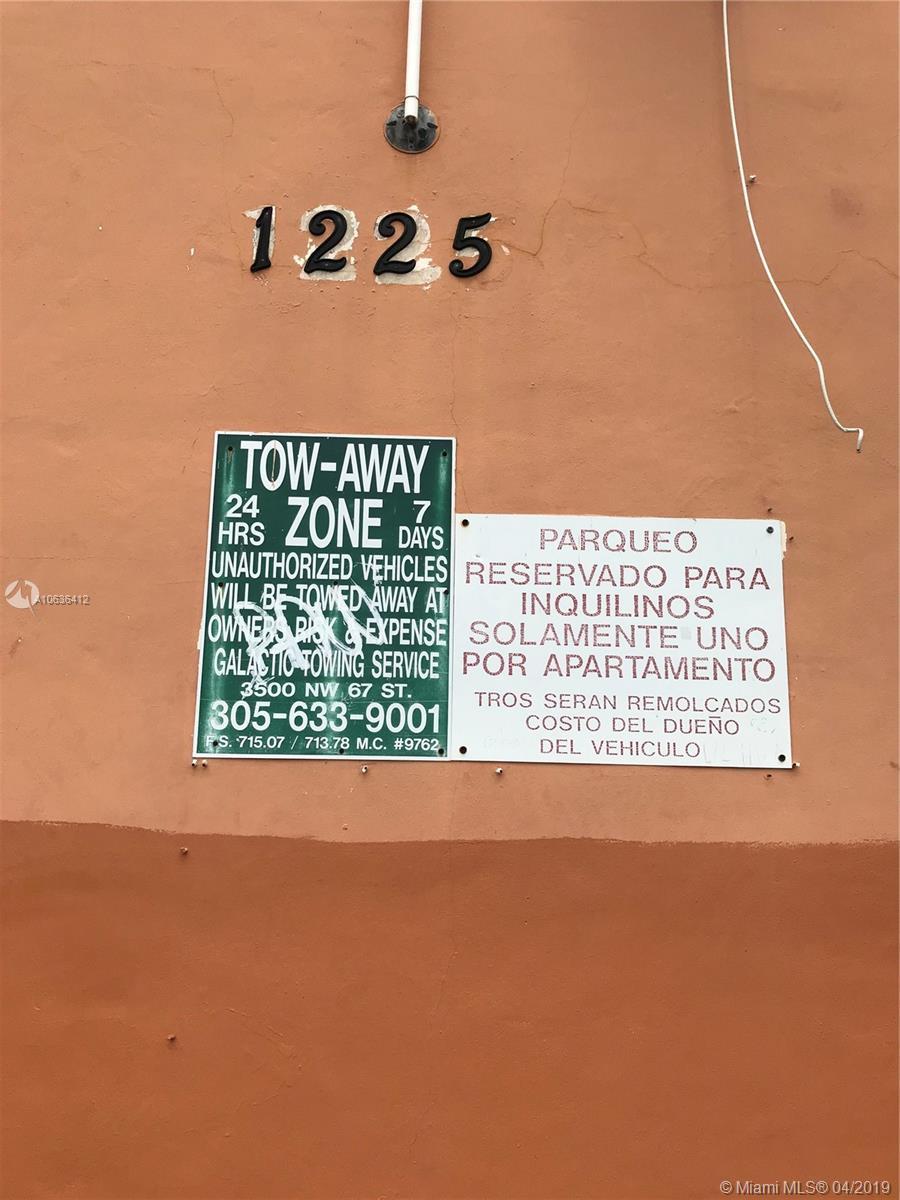 1225
TOW-AWAY
24 HRS ZONE 7 DAYS
UNAUTHORIZED VEHICLES
WILL BE TOWED AWAY AT
OWNERS RISK & EXPENSE
GALACTIC TOWING SERVICE
3500 NW 67 ST.
305-633-9001
F.S. 715.07 / 713.78 M.C. #9762
PARQUEO
RESERVADO PARA
INQUILINOS
SOLAMENTE UNO
POR APARTAMENTO
TROS SERAN REMOLCADOS
COSTO DEL DUEÑO
DEL VEHICULO
A10636412
© Miami MLS® 04/2019